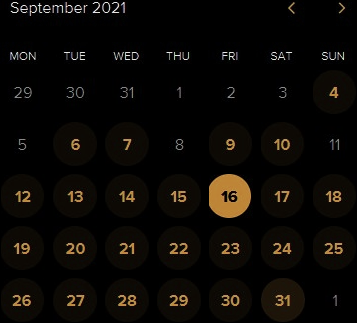 September 2021
MON TUE WED THU FRI SAT SUN
29 30 31 1 2 3 4
5 6 7 8 9 10 11
12 13 14 15 16 17 18
19 20 21 22 23 24 25
26 27 28 29 30 31 1